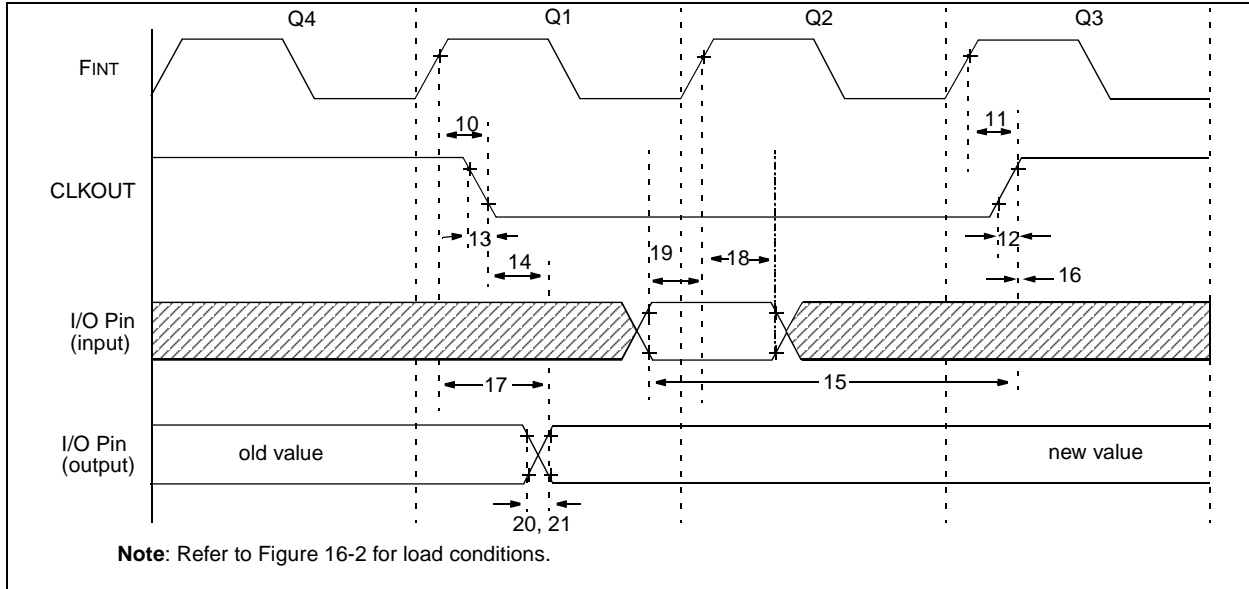 Q4 Q1 Q2 Q3
FINT
10 11
CLKOUT
13 12
14 19 18 16
I/O Pin
(input)
17 15
I/O Pin
(output)
old value new value
20, 21
Note: Refer to Figure 16-2 for load conditions.